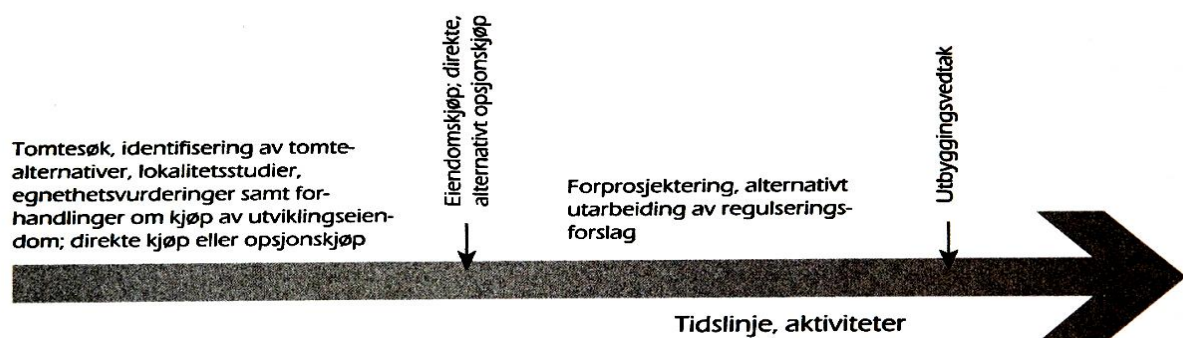 Tomtesøk, identifisering av tomte-
alternativer, lokalitetsstudier,
egnethetsvurderinger samt for-
handlinger om kjøp av utviklingseien-
dom; direkte kjøp eller opsjonskjøp
Eiendomskjøp; direkte,
alternativt opsjonskjøp
Forprosjektering, alternativt
utarbeiding av regulserings-
forslag
Utbyggingsvedtak
Tidslinje, aktiviteter